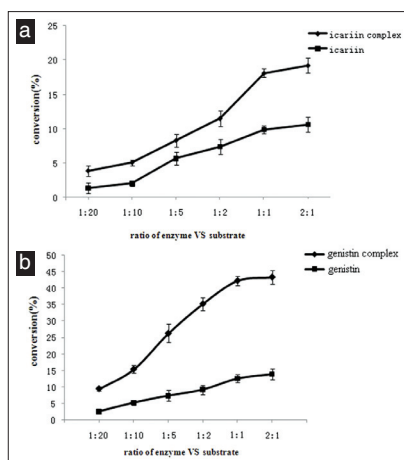 a
icariin complex
icariin
conversion(%)
25
20
15
10
5
0
1:20 1:10 1:5 1:2 1:1 2:1
ratio of enzyme VS substrate
b
genistin complex
genistin
conversion(%)
50
45
40
35
30
25
20
15
10
5
0
1:20 1:10 1:5 1:2 1:1 2:1
ratio of enzyme VS substrate